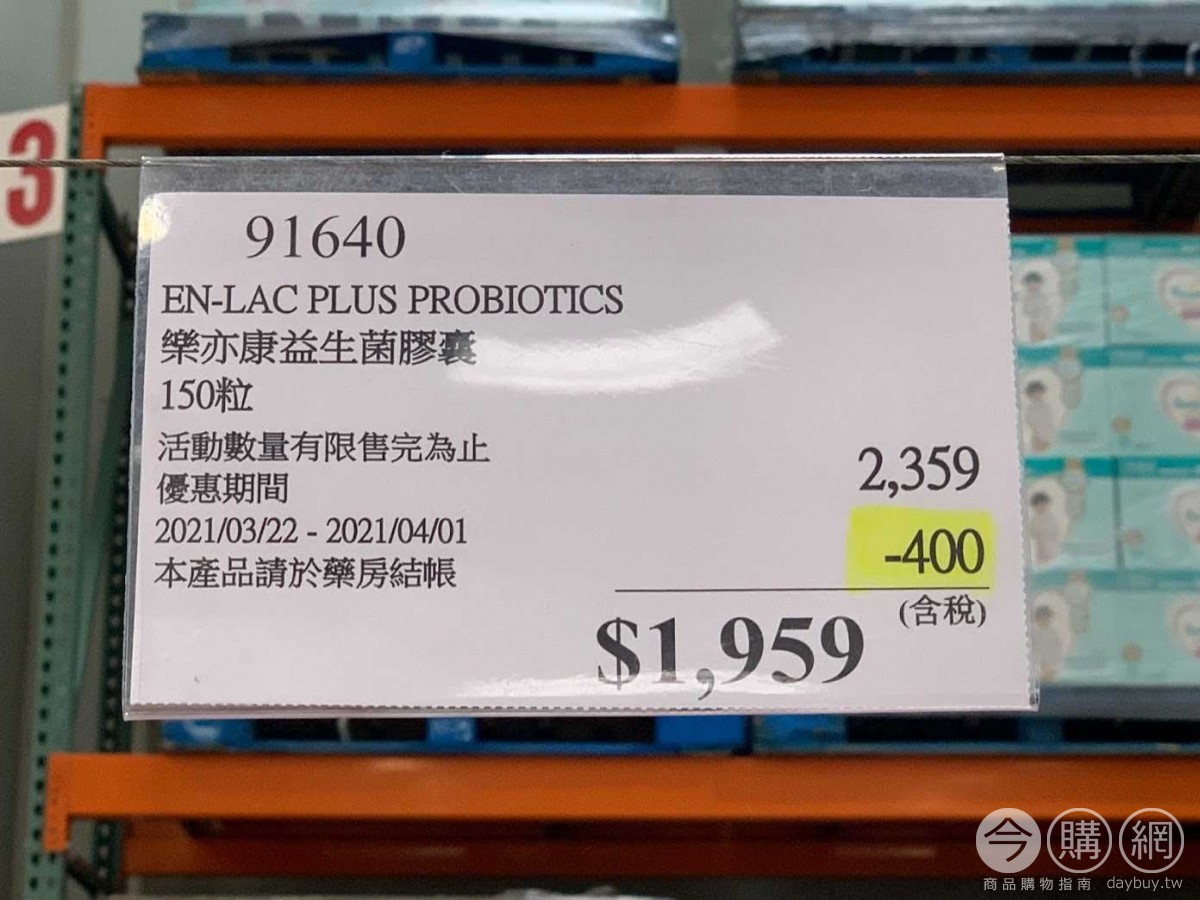 3
91640
EN-LAC PLUS PROBIOTICS
樂亦康益生菌膠囊
150粒
活動數量有限售完為止
優惠期間
2021/03/22 - 2021/04/01
本產品請於藥房結帳
2,359
-400
(含稅)
$1,959
今購網
商品購物指南 daybuy.tw